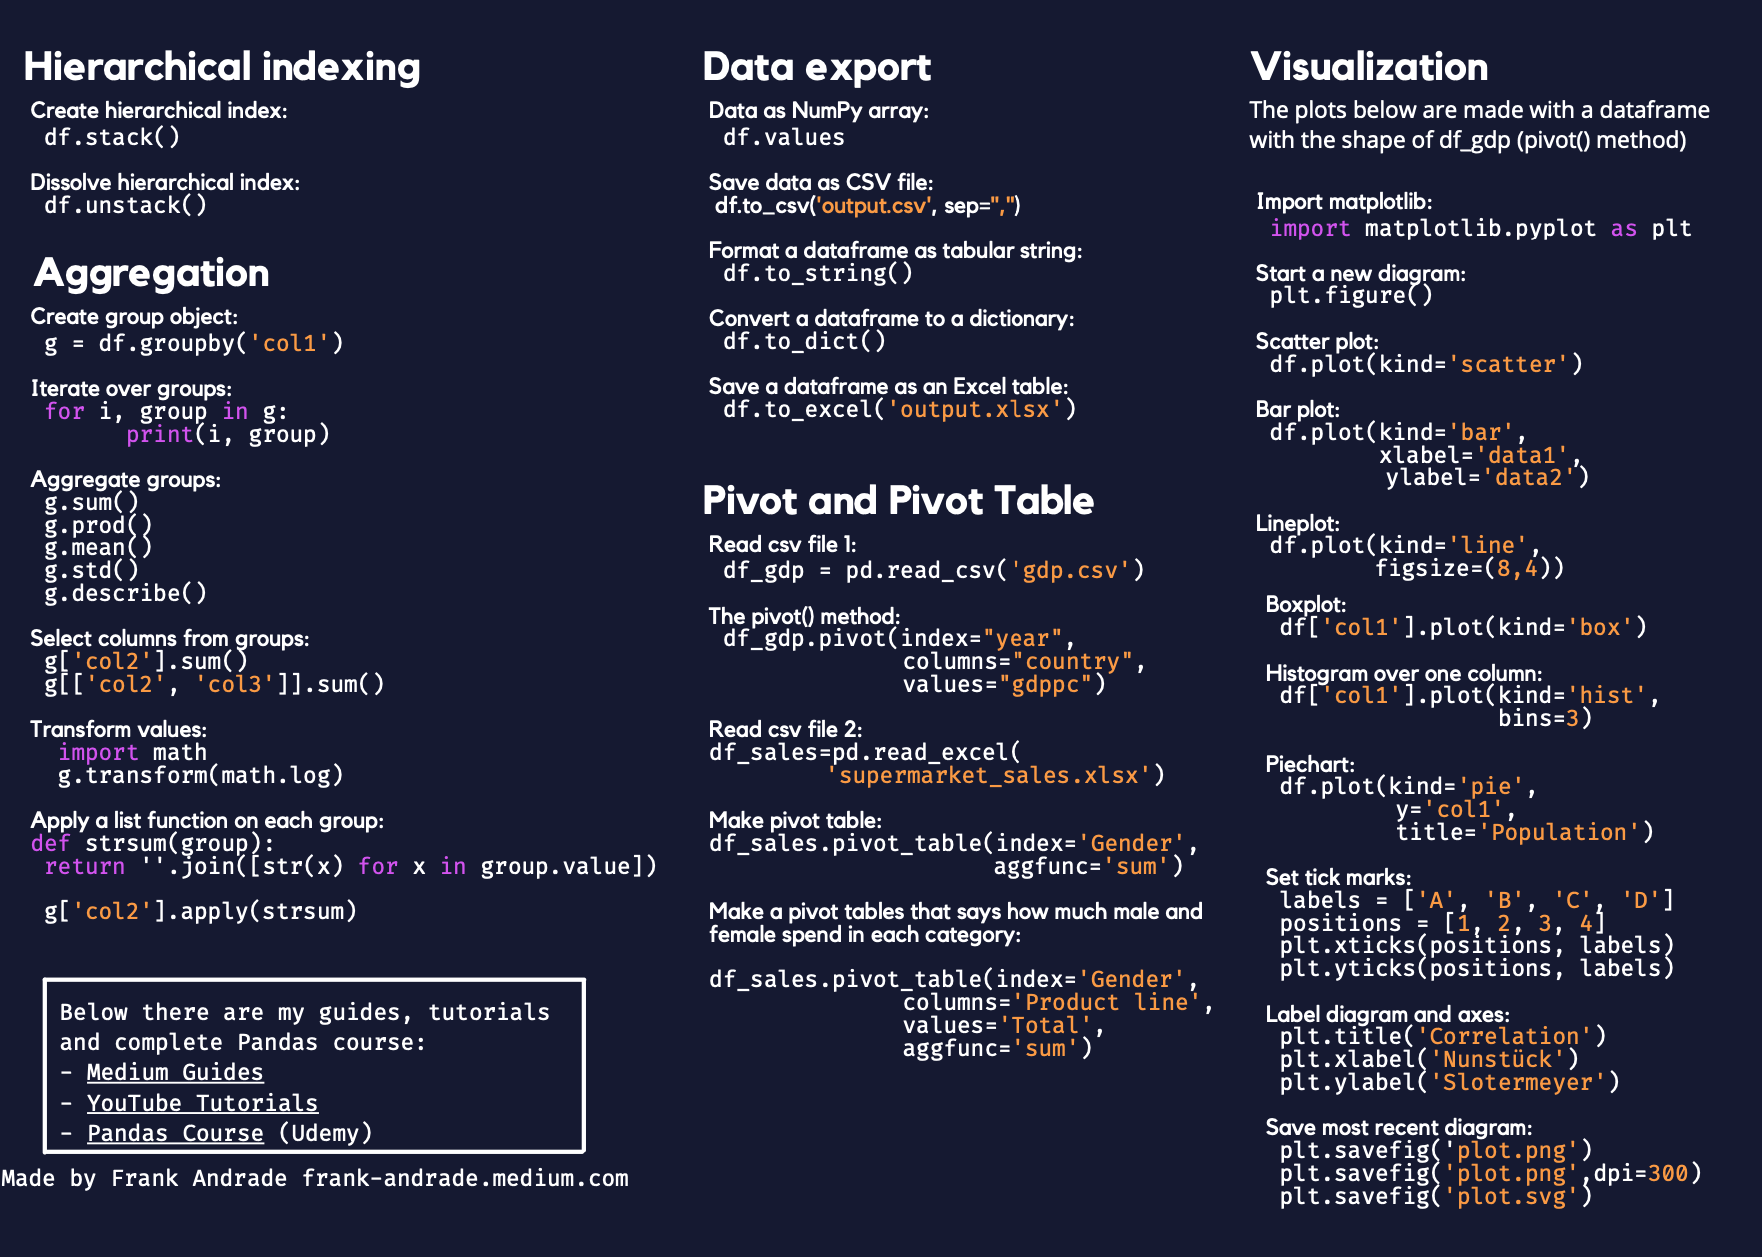 Hierarchical indexing
Create hierarchical index:
df.stack()
Dissolve hierarchical index:
df.unstack()
Aggregation
Create group object:
g = df.groupby('col1')
Iterate over groups:
for i, group in g:
print(i, group)
Aggregate groups:
g.sum()
g.prod()
g.mean()
g.std()
g.describe()
Select columns from groups:
g['col2'].sum()
g[['col2', 'col3']].sum()
Transform values:
import math
g.transform(math.log)
Apply a list function on each group:
def strsum(group):
return ''.join([str(x) for x in group.value])
g['col2'].apply(strsum)
Below there are my guides, tutorials
and complete Pandas course:
- Medium Guides
- YouTube Tutorials
- Pandas Course (Udemy)
Made by Frank Andrade frank-andrade.medium.com
Data export
Data as NumPy array:
df.values
Save data as CSV file:
df.to_csv('output.csv', sep=",")
Format a dataframe as tabular string:
df.to_string()
Convert a dataframe to a dictionary:
df.to_dict()
Save a dataframe as an Excel table:
df.to_excel('output.xlsx')
Pivot and Pivot Table
Read csv file 1:
df_gdp = pd.read_csv('gdp.csv')
The pivot() method:
df_gdp.pivot(index="year",
columns="country",
values="gdppc")
Read csv file 2:
df_sales=pd.read_excel(
'supermarket_sales.xlsx')
Make pivot table:
df_sales.pivot_table(index='Gender',
aggfunc='sum')
Make a pivot tables that says how much male and
female spend in each category:
df_sales.pivot_table(index='Gender',
columns='Product line',
values='Total',
aggfunc='sum')
Visualization
The plots below are made with a dataframe
with the shape of df_gdp (pivot() method)
Import matplotlib:
import matplotlib.pyplot as plt
Start a new diagram:
plt.figure()
Scatter plot:
df.plot(kind='scatter')
Bar plot:
df.plot(kind='bar',
xlabel='data1',
ylabel='data2')
Lineplot:
df.plot(kind='line',
figsize=(8,4))
Boxplot:
df['col1'].plot(kind='box')
Histogram over one column:
df['col1'].plot(kind='hist',
bins=3)
Piechart:
df.plot(kind='pie',
y='col1',
title='Population')
Set tick marks:
labels = ['A', 'B', 'C', 'D']
positions = [1, 2, 3, 4]
plt.xticks(positions, labels)
plt.yticks(positions, labels)
Label diagram and axes:
plt.title('Correlation')
plt.xlabel('Nunstück')
plt.ylabel('Slotermeyer')
Save most recent diagram:
plt.savefig('plot.png')
plt.savefig('plot.png',dpi=300)
plt.savefig('plot.svg')